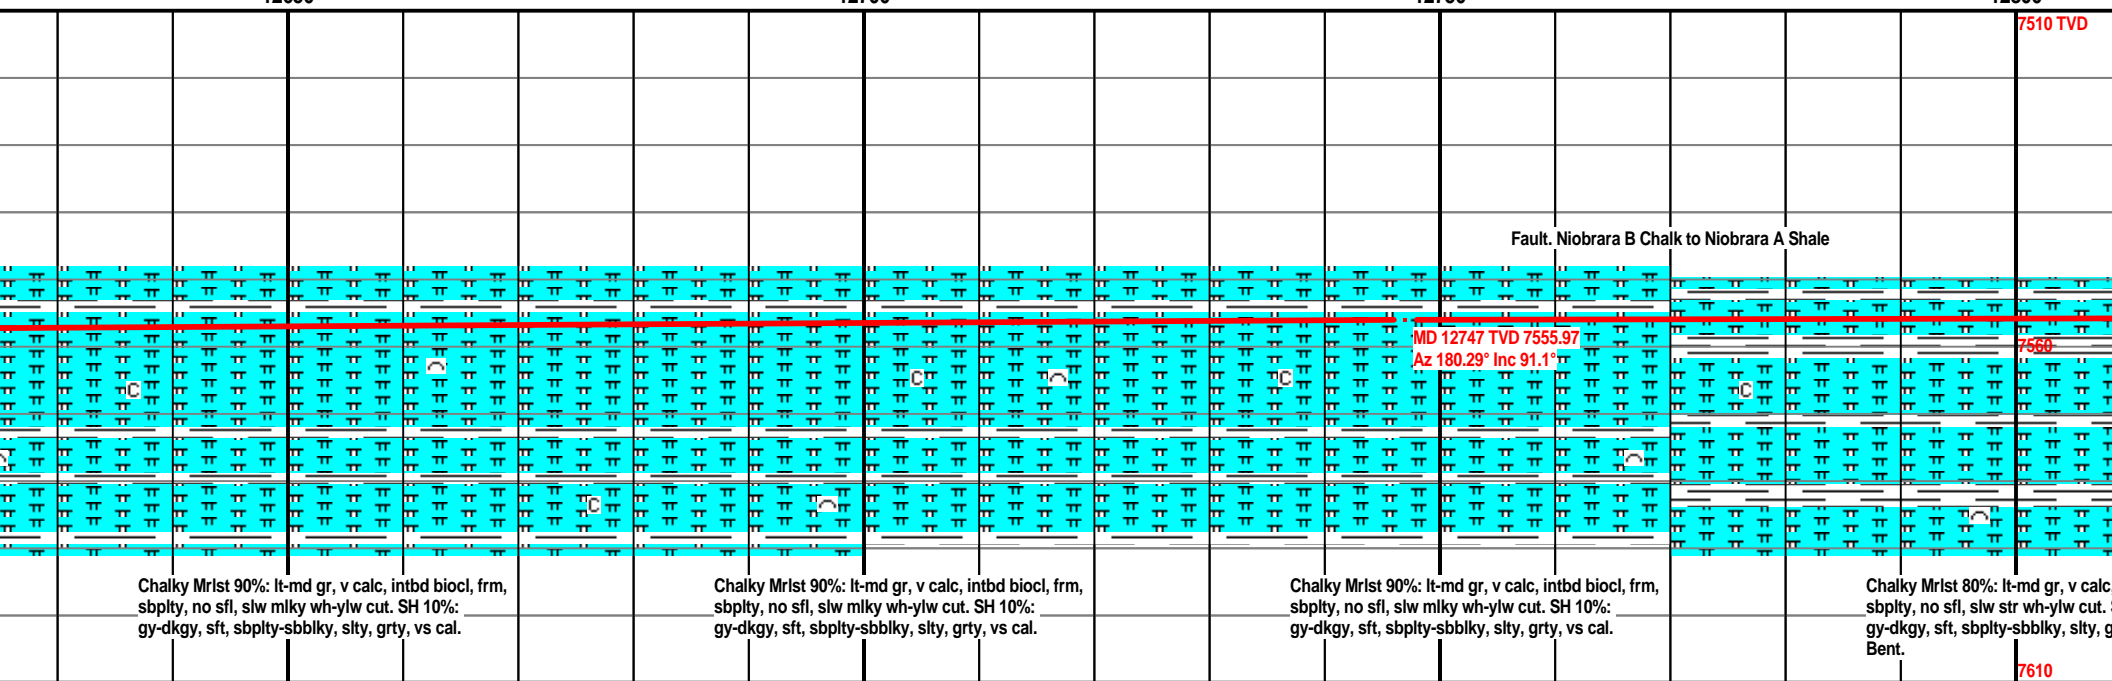 7510 TVD
Fault. Niobrara B Chalk to Niobrara A Shale
MD 12747 TVD 7555.97
Az 180.29° Inc 91.1°
7560
C
C
C
C
C
Chalky Mrlst 90%: lt-md gr, v calc, intbd biocl, frm,
sbplty, no sfl, slw mlky wh-ylw cut. SH 10%:
gy-dkgy, sft, sbplty-sbblky, slty, grty, vs cal.
Chalky Mrlst 90%: lt-md gr, v calc, intbd biocl, frm,
sbplty, no sfl, slw mlky wh-ylw cut. SH 10%:
gy-dkgy, sft, sbplty-sbblky, slty, grty, vs cal.
Chalky Mrlst 90%: lt-md gr, v calc, intbd biocl, frm,
sbplty, no sfl, slw mlky wh-ylw cut. SH 10%:
gy-dkgy, sft, sbplty-sbblky, slty, grty, vs cal.
Chalky Mrlst 80%: lt-md gr, v calc,
sbplty, no sfl, slw str wh-ylw cut.
gy-dkgy, sft, sbplty-sbblky, slty,
Bent.
7610